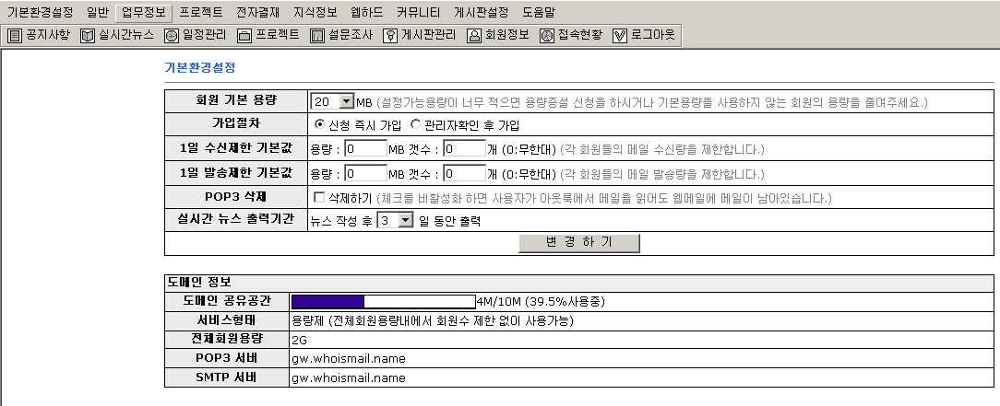 기본환경설정 일반 업무정보 프로젝트 전자결재 지식정보 웹하드 커뮤니티 게시판설정 도움말
공지사항 실시간뉴스 일정관리 프로젝트 설문조사 게시판관리 회원정보 접속현황 로그아웃
기본환경설정
회원 기본 용량 20 MB (설정가능용량이 너무 적으면 용량증설 신청을 하시거나 기본용량을 사용하지 않는 회원의 용량을 줄여주세요.)
가입절차 신청 즉시 가입 관리자확인 후 가입
1일 수신제한 기본값 용량 : 0 MB 갯수 : 0 개 (0:무한대) (각 회원들의 메일 수신량을 제한합니다.)
1일 발송제한 기본값 용량 : 0 MB 갯수 : 0 개 (0:무한대) (각 회원들의 메일 발송량을 제한합니다.)
POP3 삭제 삭제하기 (체크를 비활성화 하면 사용자가 아웃룩에서 메일을 읽어도 웹메일에 메일이 남아있습니다.)
실시간 뉴스 출력기간 뉴스 작성 후 3 일 동안 출력
변 경 하 기
도메인 정보
도메인 공유공간 4M/10M (39.5%사용중)
서비스형태 용량제 (전체회원용량내에서 회원수 제한 없이 사용가능)
전체회원용량 2G
POP3 서버 gw.whoismail.name
SMTP 서버 gw.whoismail.name